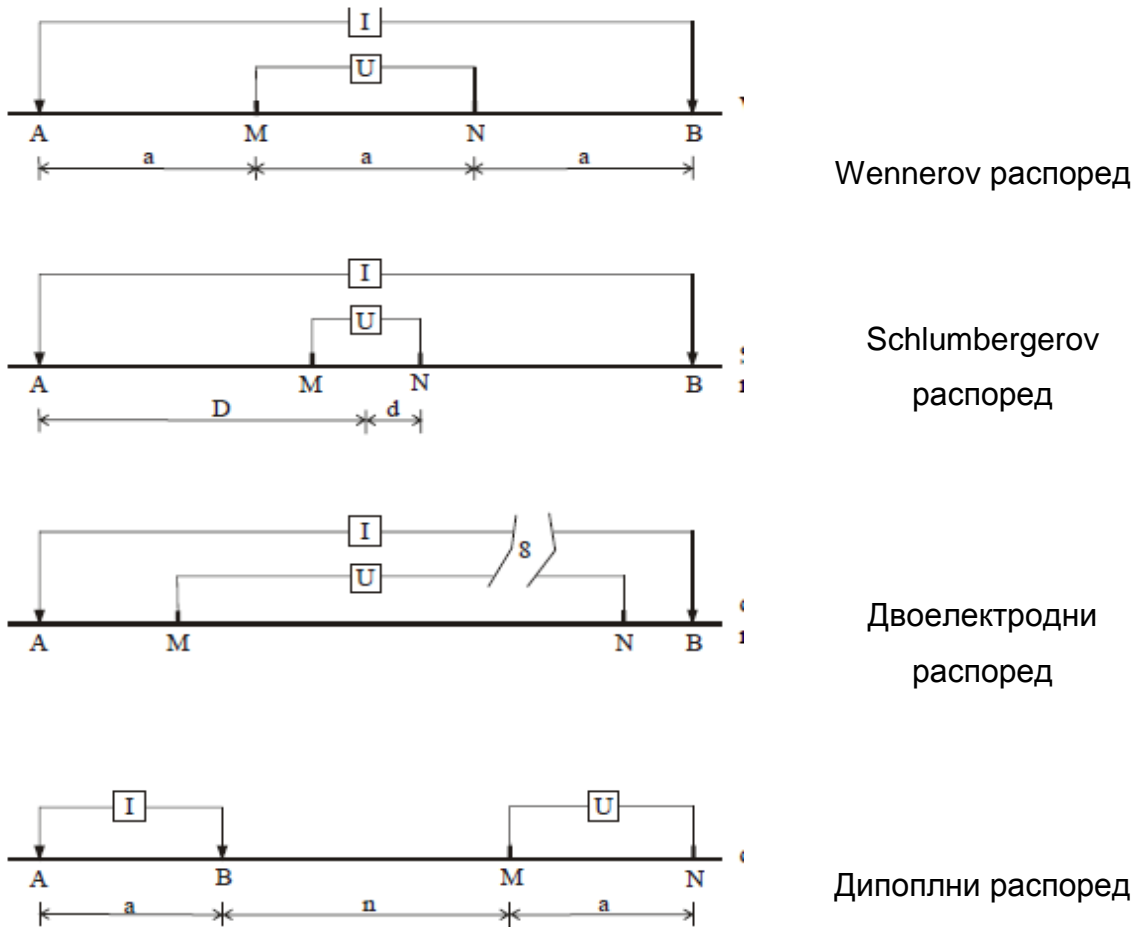 I
U
A M N B
a a a
Wennerov распоред
I
U
A M N B
D d
Schlumbergerov
распоред
I
8
U
A M N B
Двоелектродни
распоред
I U
A B M N
a n a
Дипоплни распоред